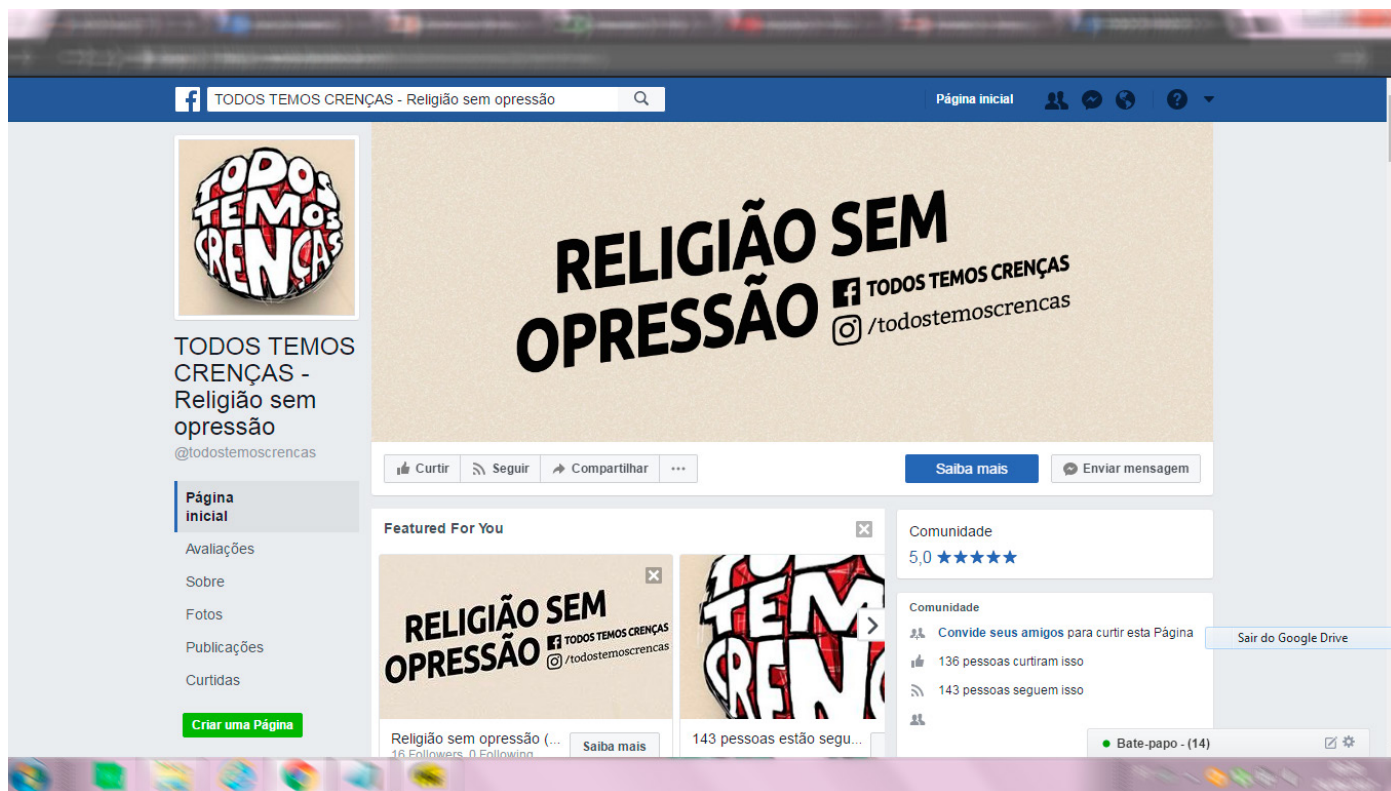 TODOS TEMOS CRENÇAS - Religião sem opressão
Página inicial
TODOS
TEMOS
CRENÇAS
RELIGIÃO SEM
OPRESSÃO
TODOS TEMOS CRENÇAS
/todostemoscrencas
TODOS TEMOS
CRENÇAS -
Religião sem
opressão
@todostemoscrencas
Curtir
Seguir
Compartilhar
Saiba mais
Enviar mensagem
Página
inicial
Avaliações
Sobre
Fotos
Publicações
Curtidas
Criar uma Página
Featured For You
RELIGIÃO SEM
OPRESSÃO
TODOS TEMOS CRENÇAS
/todostemoscrencas
Religião sem opressão (...
16 Followers, 0 Following
Saiba mais
143 pessoas estão segu...
Comunidade
5,0 ★★★★★
Comunidade
Convide seus amigos para curtir esta Página
136 pessoas curtiram isso
143 pessoas seguem isso
Sair do Google Drive
Bate-papo - (14)